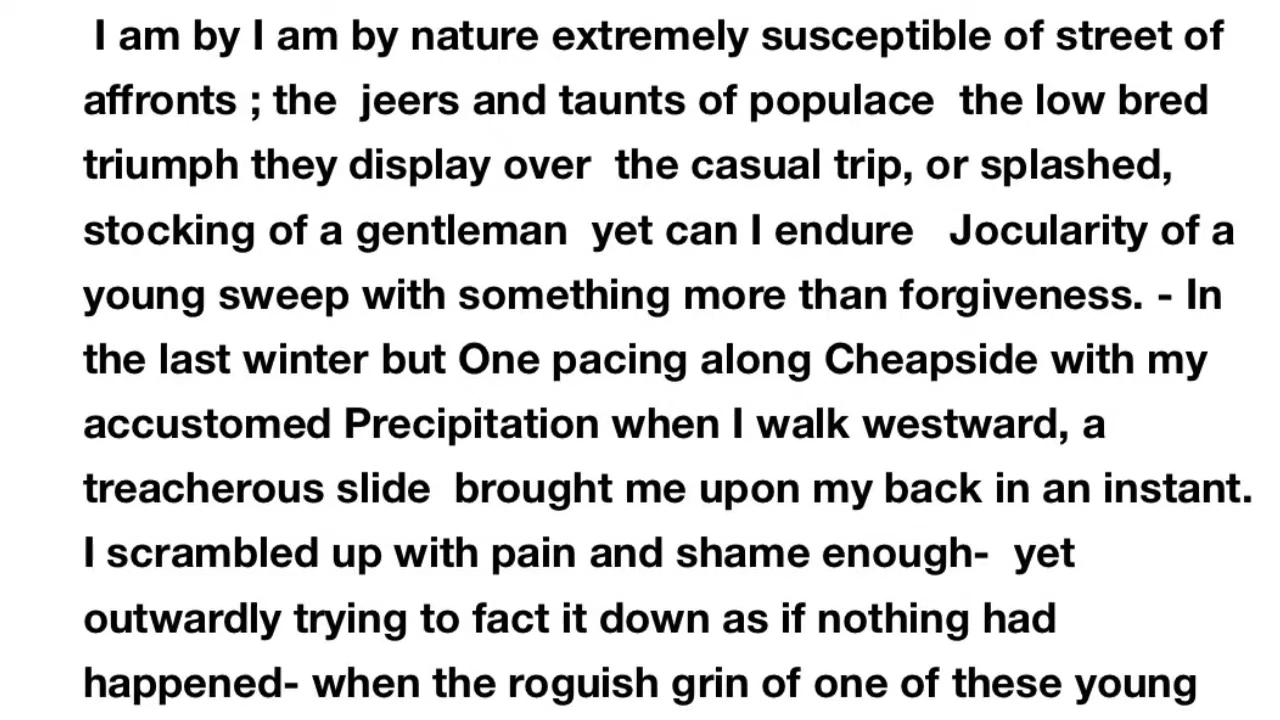 I am by I am by nature extremely susceptible of street of
affronts ; the jeers and taunts of populace the low bred
triumph they display over the casual trip, or splashed,
stocking of a gentleman yet can I endure Jocularity of a
young sweep with something more than forgiveness. - In
the last winter but One pacing along Cheapside with my
accustomed Precipitation when I walk westward, a
treacherous slide brought me upon my back in an instant.
I scrambled up with pain and shame enough- yet
outwardly trying to fact it down as if nothing had
happened- when the roguish grin of one of these young